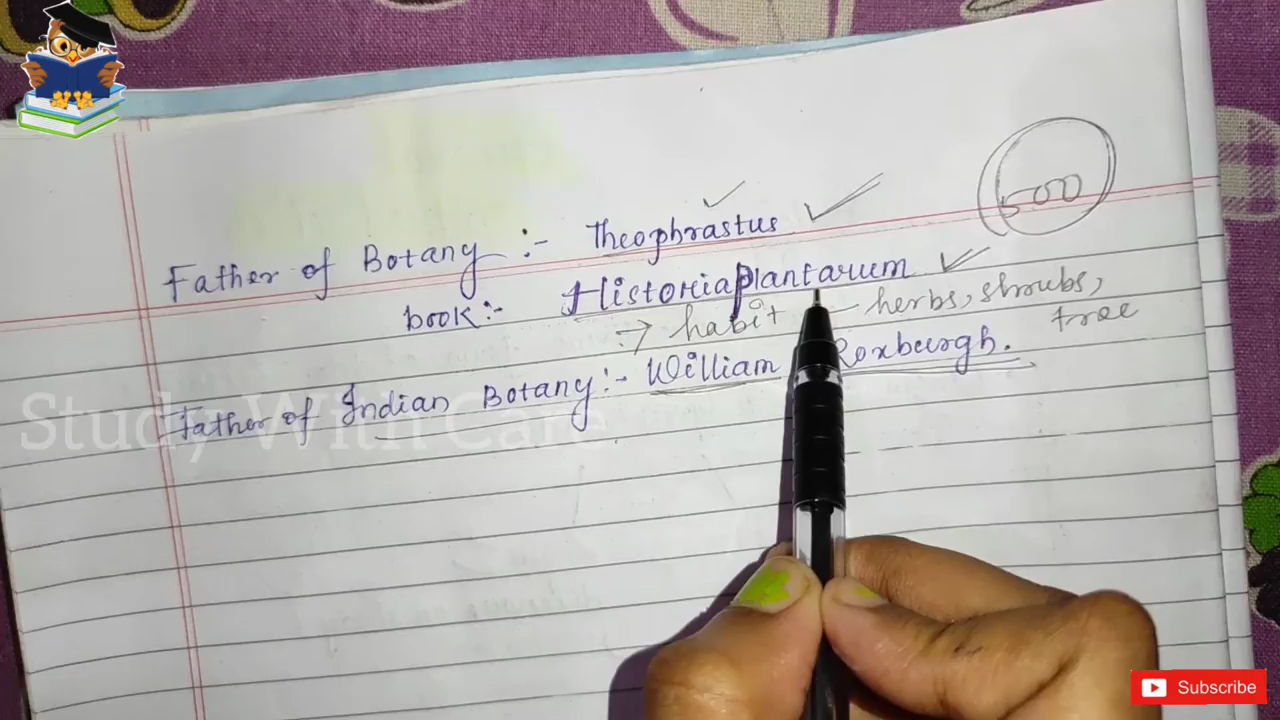 500
Father of Botany :- Theophrastus
book :- Historiaplantarum
→ habit — herbs, shrubs, tree
Father of Indian Botany :- William Roxburgh.
Study With Care
Subscribe